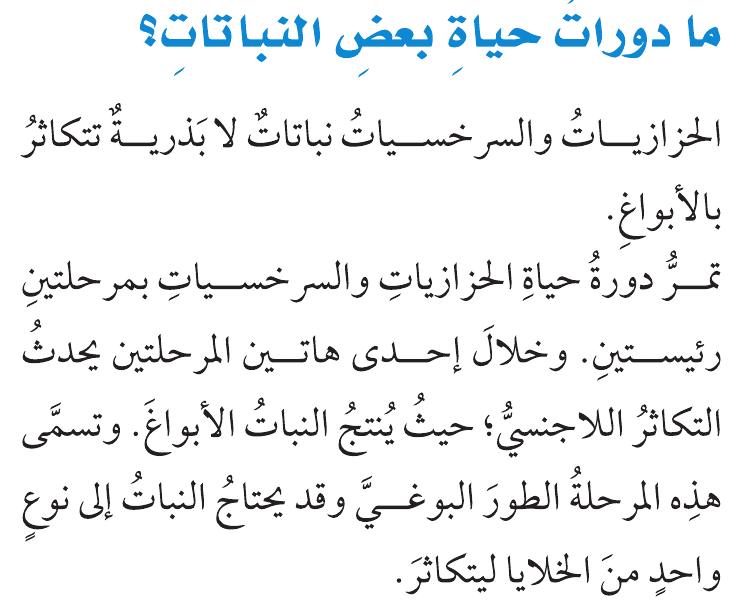 ما دوراتُ حياةِ بعضِ النباتاتِ؟
الحزازيـاتُ والسرخسـياتُ نباتاتٌ لا بَذريـةٌ تتكاثرُ
بالأبواغِ.
تمـرُّ دورةُ حياةِ الحزازياتِ والسرخسـياتِ بمرحلتينِ
رئيسـتينِ. وخلالَ إحـدى هاتـين المرحلتين يحدثُ
التكاثرُ اللاجنسيُّ؛ حيثُ يُنتجُ النباتُ الأبواغَ. وتسمَّى
هذِه المرحلةُ الطورَ البوغـيَّ وقد يحتاجُ النباتُ إلى نوعٍ
واحدٍ منَ الخلايا ليتكاثرَ.